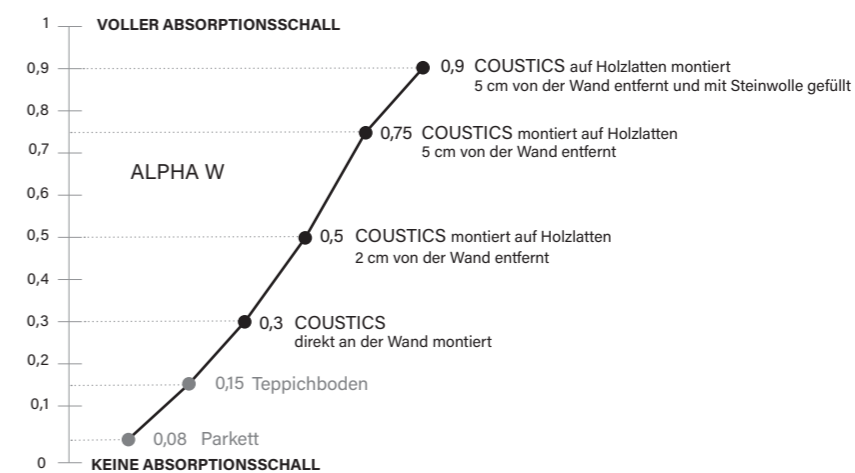 1 VOLLER ABSORPTIONSSCHALL
0,9 0,9 COUSTICS auf Holzlatten montiert
5 cm von der Wand entfernt und mit Steinwolle gefüllt
0,8
0,75 COUSTICS montiert auf Holzlatten
0,7 5 cm von der Wand entfernt
ALPHA W
0,6
0,5 0,5 COUSTICS montiert auf Holzlatten
2 cm von der Wand entfernt
0,4
0,3 0,3 COUSTICS
direkt an der Wand montiert
0,2
0,15 Teppichboden
0,1
0,08 Parkett
0 KEINE ABSORPTIONSSCHALL